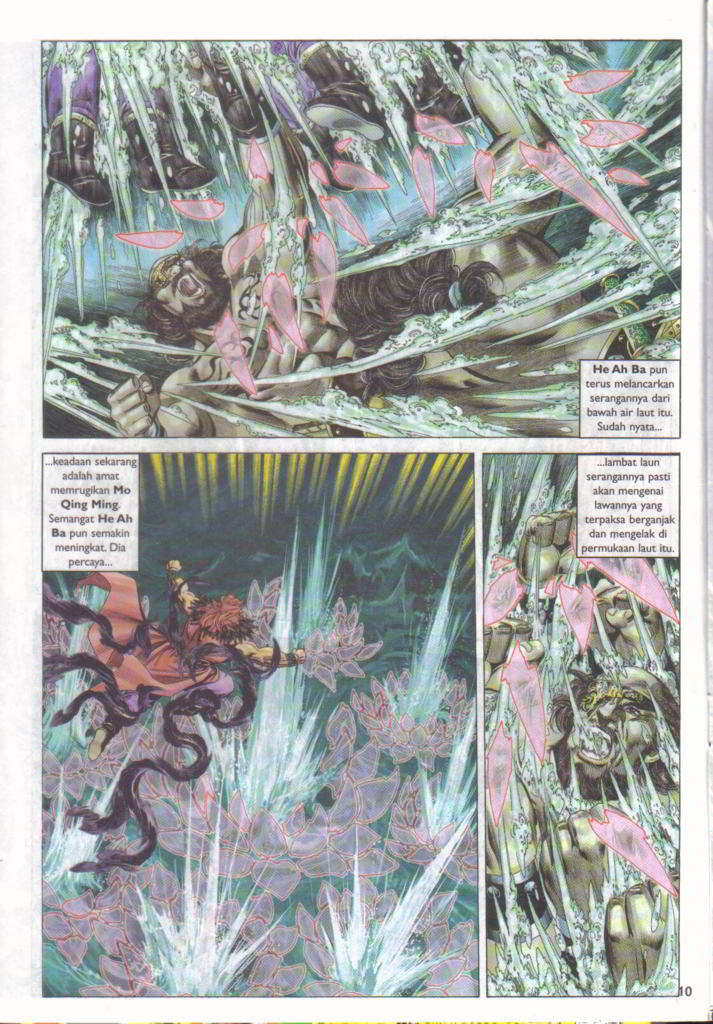 He Ah Ba pun
terus melancarkan
serangannya dari
bawah air laut itu.
Sudah nyata...
...keadaan sekarang
adalah amat
memrugikan Mo
Qing Ming.
Semangat He Ah
Ba pun semakin
meningkat. Dia
percaya...
...lambat laun
serangannya pasti
akan mengenai
lawannya yang
terpaksa berganjak
dan mengelak di
permukaan laut itu.
10